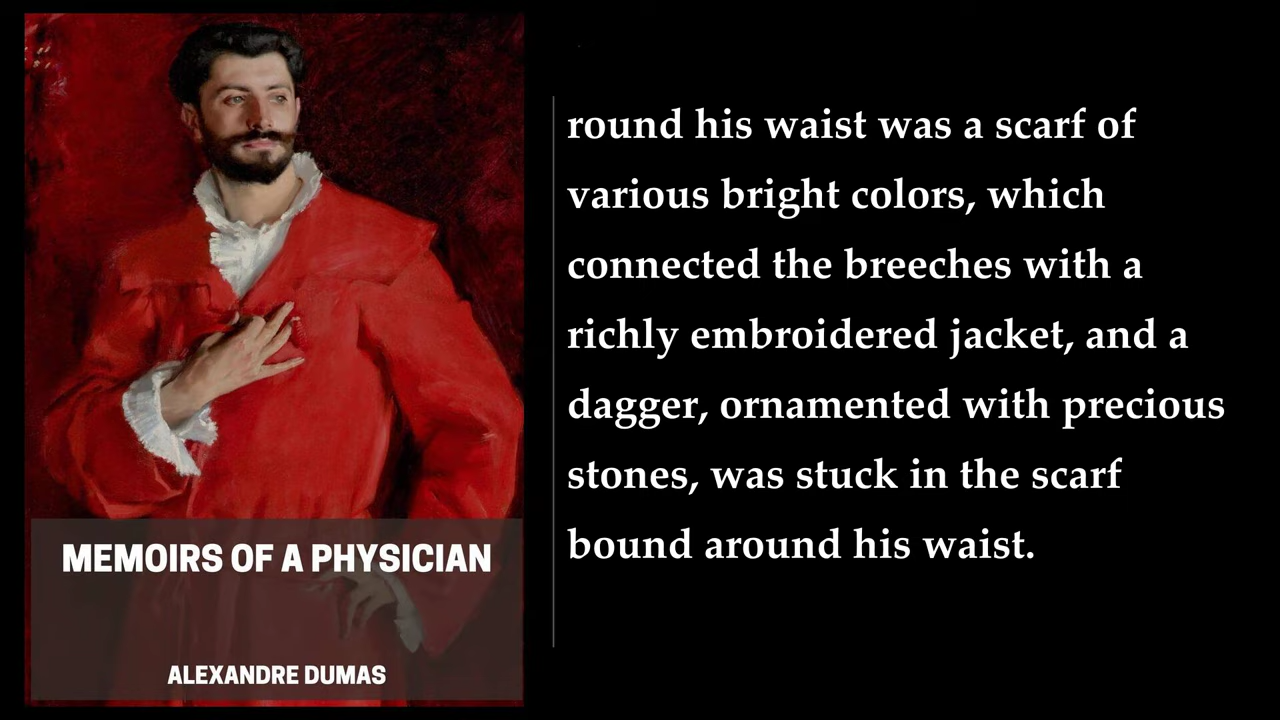 MEMOIRS OF A PHYSICIAN
ALEXANDRE DUMAS
round his waist was a scarf of
various bright colors, which
connected the breeches with a
richly embroidered jacket, and a
dagger, ornamented with precious
stones, was stuck in the scarf
bound around his waist.